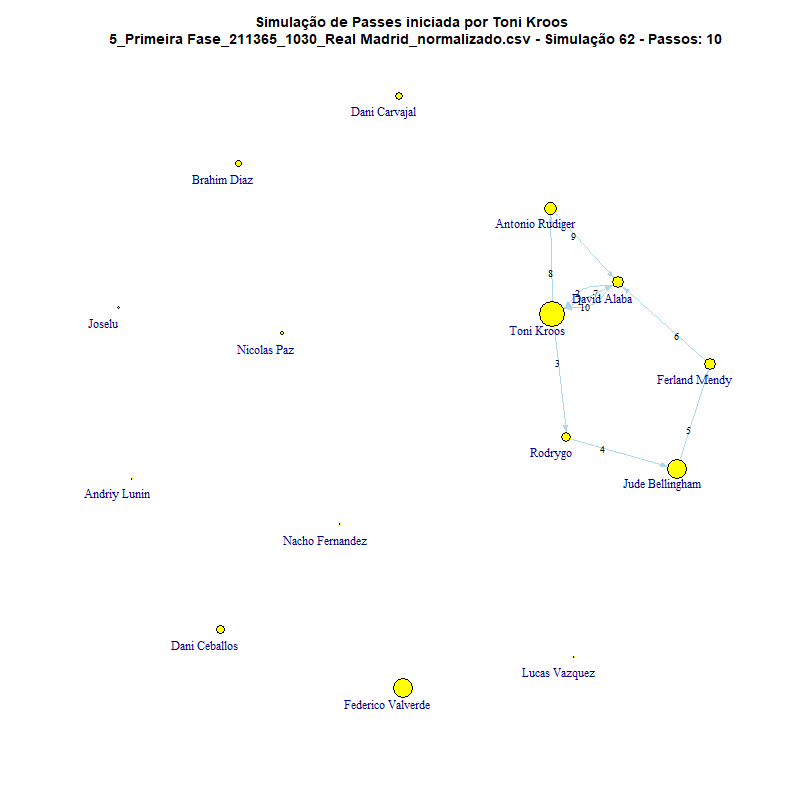 Simulação de Passes iniciada por Toni Kroos
5_Primeira Fase_211365_1030_Real Madrid_normalizado.csv - Simulação 62 - Passos: 10
Dani Carvajal
Brahim Diaz
Antonio Rudiger
9
8
2
7
David Alaba
10
Joselu
Toni Kroos
6
Nicolas Paz
3
Ferland Mendy
5
4
Rodrygo
Jude Bellingham
Andriy Lunin
Nacho Fernandez
Dani Ceballos
Lucas Vazquez
Federico Valverde